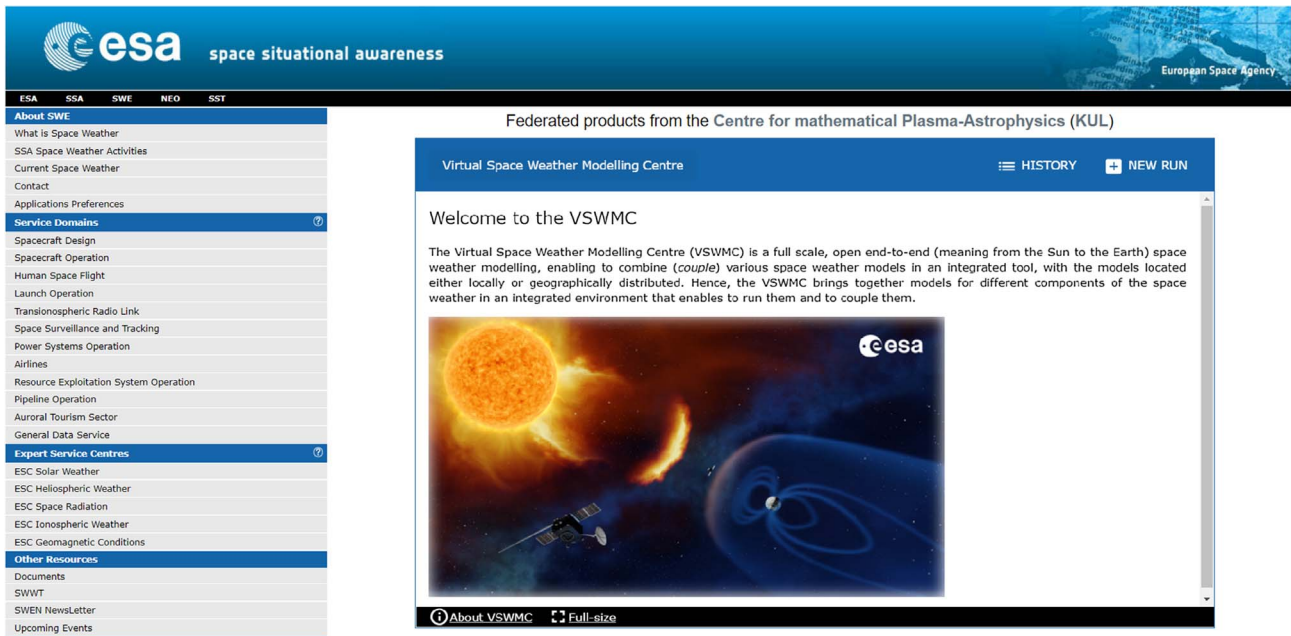 esa
space situational awareness
European Space Agency
ESA SSA SWE NEO SST
About SWE
What is Space Weather
SSA Space Weather Activities
Current Space Weather
Contact
Applications Preferences
Service Domains
Spacecraft Design
Spacecraft Operation
Human Space Flight
Launch Operation
Transionospheric Radio Link
Space Surveillance and Tracking
Power Systems Operation
Airlines
Resource Exploitation System Operation
Pipeline Operation
Auroral Tourism Sector
General Data Service
Expert Service Centres
ESC Solar Weather
ESC Heliospheric Weather
ESC Space Radiation
ESC Ionospheric Weather
ESC Geomagnetic Conditions
Other Resources
Documents
SWWT
SWEN NewsLetter
Upcoming Events
Federated products from the Centre for mathematical Plasma-Astrophysics (KUL)
Virtual Space Weather Modelling Centre
HISTORY
NEW RUN
Welcome to the VSWMC
The Virtual Space Weather Modelling Centre (VSWMC) is a full scale, open end-to-end (meaning from the Sun to the Earth) space
weather modelling, enabling to combine (couple) various space weather models in an integrated tool, with the models located
either locally or geographically distributed. Hence, the VSWMC brings together models for different components of the space
weather in an integrated environment that enables to run them and to couple them.
esa
About VSWMC
Full-size